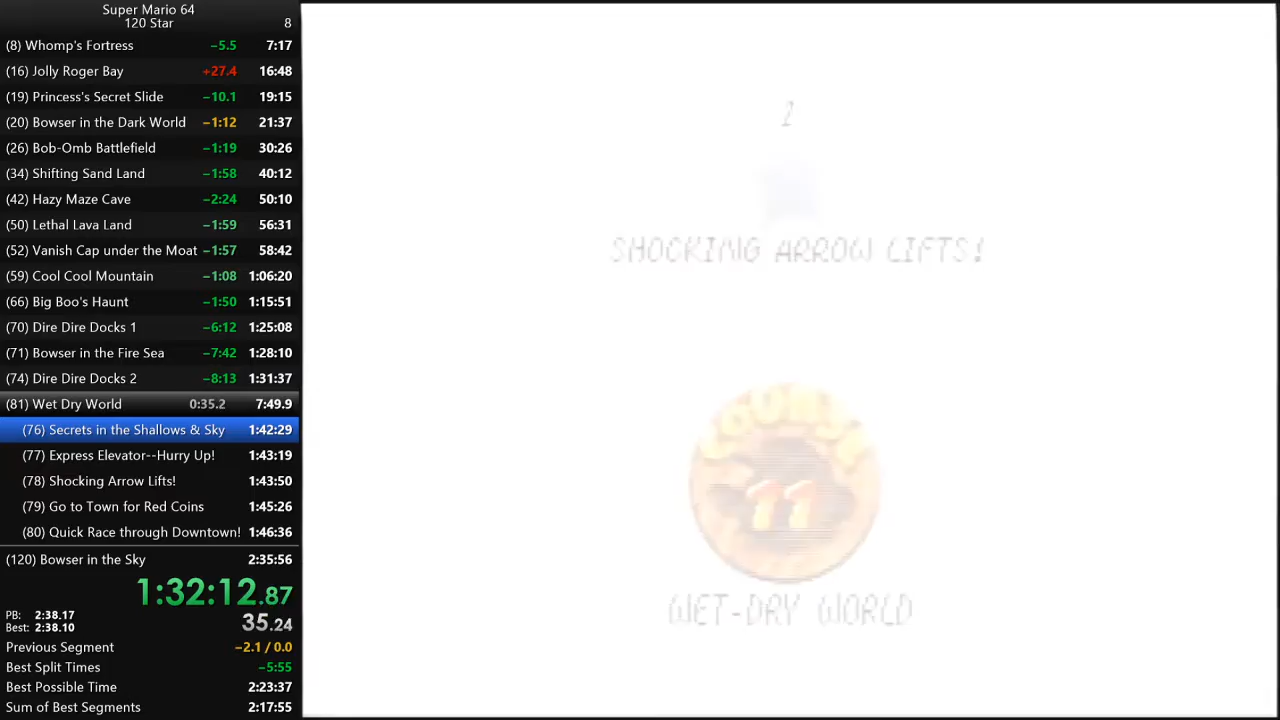 Super Mario 64
120 Star 8
(8) Whomp's Fortress −5.5 7:17
(16) Jolly Roger Bay +27.4 16:48
(19) Princess's Secret Slide −10.1 19:15
(20) Bowser in the Dark World −1:12 21:37
(26) Bob-Omb Battlefield −1:19 30:26
(34) Shifting Sand Land −1:58 40:12
(42) Hazy Maze Cave −2:24 50:10
(50) Lethal Lava Land −1:59 56:31
(52) Vanish Cap under the Moat −1:57 58:42
(59) Cool Cool Mountain −1:08 1:06:20
(66) Big Boo's Haunt −1:50 1:15:51
(70) Dire Dire Docks 1 −6:12 1:25:08
(71) Bowser in the Fire Sea −7:42 1:28:10
(74) Dire Dire Docks 2 −8:13 1:31:37
(81) Wet Dry World 0:35.2 7:49.9
(76) Secrets in the Shallows & Sky 1:42:29
(77) Express Elevator--Hurry Up! 1:43:19
(78) Shocking Arrow Lifts! 1:43:50
(79) Go to Town for Red Coins 1:45:26
(80) Quick Race through Downtown! 1:46:36
(120) Bowser in the Sky 2:35:56
1:32:12.87
PB: 2:38.17
Best: 2:38.10
35.24
Previous Segment −2.1 / 0.0
Best Split Times −5:55
Best Possible Time 2:23:37
Sum of Best Segments 2:17:55
SHOCKING ARROW LIFTS!
COURSE
11
WET-DRY WORLD